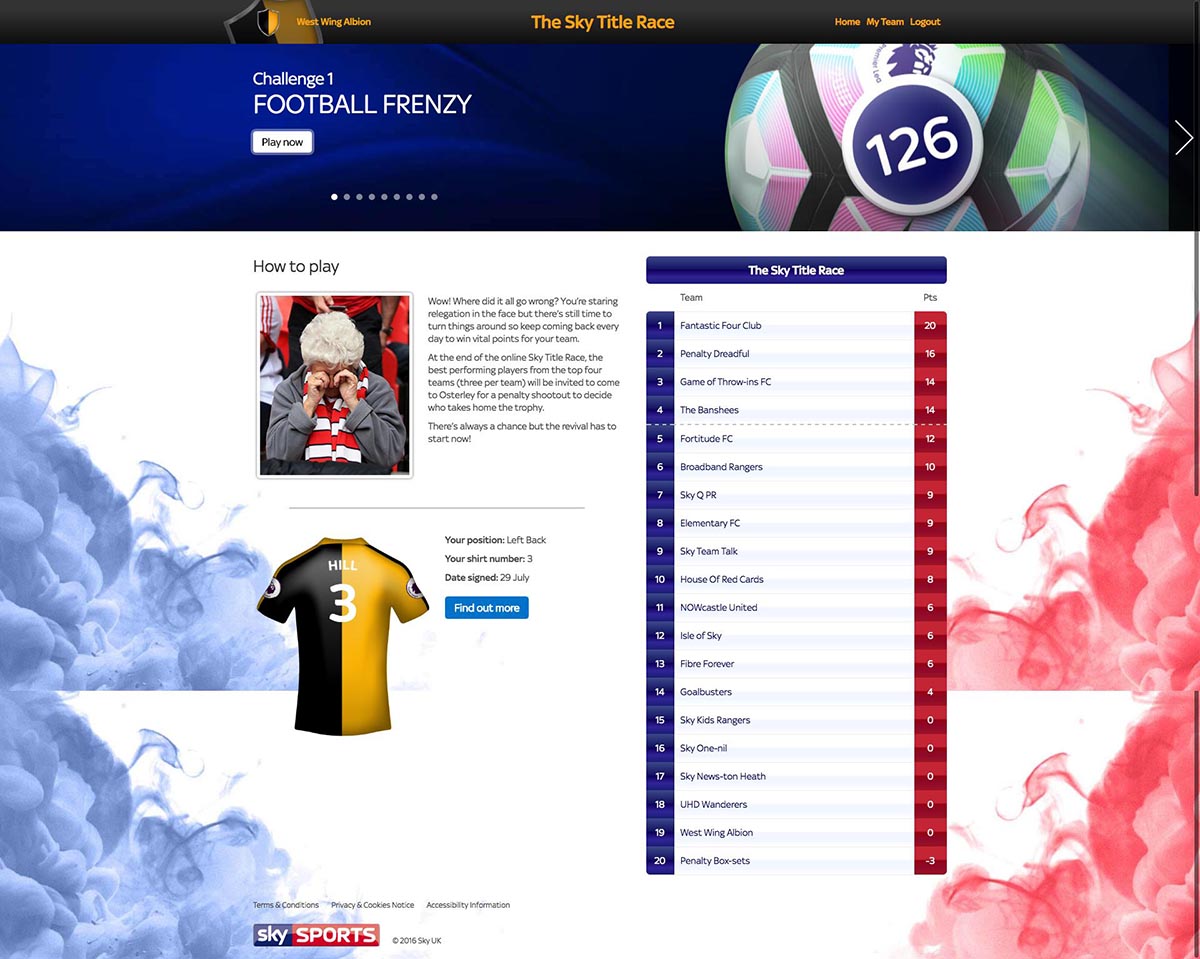 West Wing Albion
The Sky Title Race
Home My Team Logout
Challenge 1
FOOTBALL FRENZY
Play now
Premier
126
How to play
Wow! Where did it all go wrong? You're staring
relegation in the face but there's still time to
turn things around so keep coming back every
day to win vital points for your team.
At the end of the online Sky Title Race, the
best performing players from the top four
teams (three per team) will be invited to come
to Osterley for a penalty shootout to decide
who takes home the trophy.
There's always a chance but the revival has to
start now!
HILL
3
Your position: Left Back
Your shirt number: 3
Date signed: 29 July
Find out more
The Sky Title Race
Team Pts
1 Fantastic Four Club 20
2 Penalty Dreadful 16
3 Game of Throw-ins FC 14
4 The Banshees 14
5 Fortitude FC 12
6 Broadband Rangers 10
7 Sky Q PR 9
8 Elementary FC 9
9 Sky Team Talk 9
10 House Of Red Cards 8
11 NOWcastle United 6
12 Isle of Sky 6
13 Fibre Forever 6
14 Goalbusters 4
15 Sky Kids Rangers 0
16 Sky One-nil 0
17 Sky News-ton Heath 0
18 UHD Wanderers 0
19 West Wing Albion 0
20 Penalty Box-sets -3
Terms & Conditions Privacy & Cookies Notice Accessibility Information
sky SPORTS © 2016 Sky UK